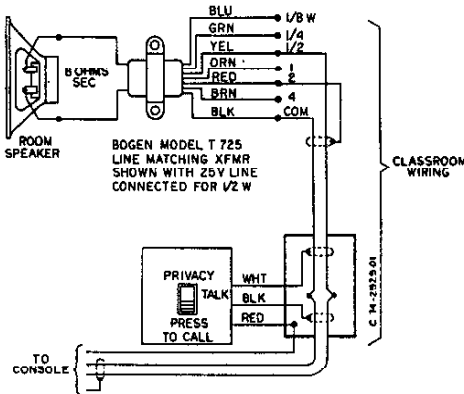 BLU
1/8 W
GRN
1/4
YEL
1/2
ORN
1
RED
2
BRN
4
BLK
COM
8 OHMS
SEC
ROOM
SPEAKER
BOGEN MODEL T 725
LINE MATCHING XFMR
SHOWN WITH 25V LINE
CONNECTED FOR 1/2 W
CLASSROOM
WIRING
PRIVACY
TALK
PRESS
TO CALL
WHT
BLK
RED
C 74-2929-01
TO
CONSOLE